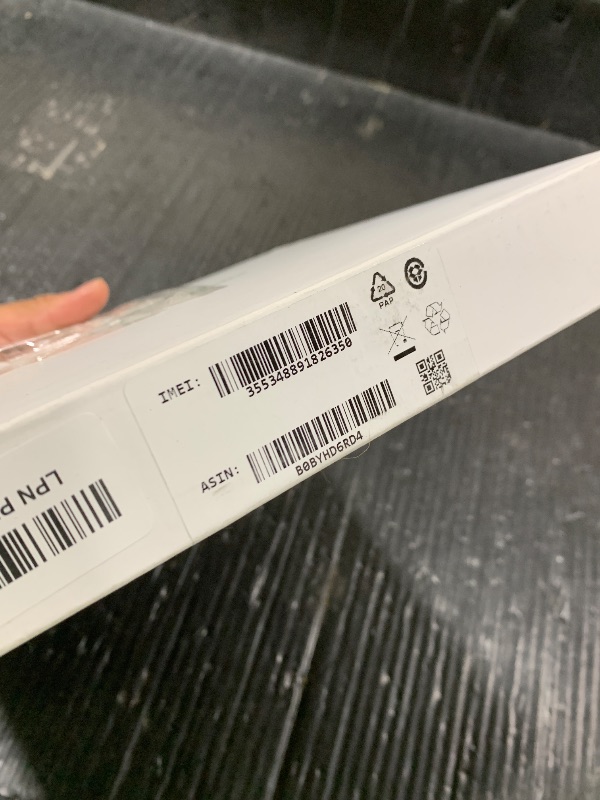 20
PAP
IMEI:
355348891826350
ASIN:
B0BYHD6RD4
LPN